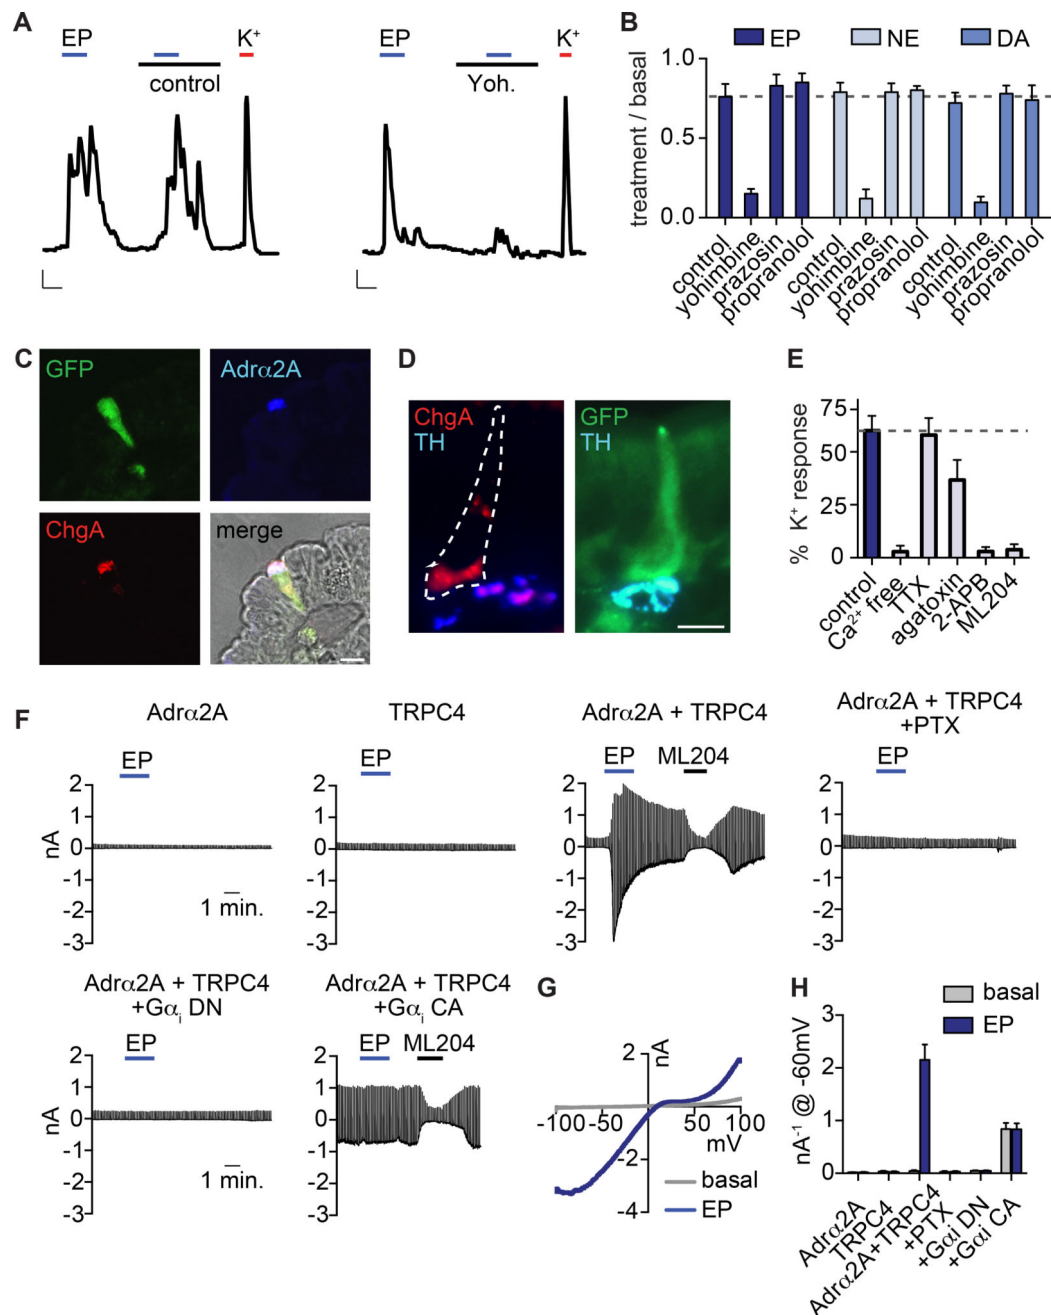 A
EP
K⁺
control
EP
K⁺
Yoh.
B
EP
NE
DA
treatment / basal
1.0
0.5
0.0
control
yohimbine
prazosin
propranolol
control
yohimbine
prazosin
propranolol
control
yohimbine
prazosin
propranolol
C
GFP
Adrα2A
ChgA
merge
D
ChgA
TH
GFP
TH
E
% K⁺ response
75
50
25
0
control
Ca²⁺ free
TTX
agatoxin
2-APB
ML204
F
Adrα2A
EP
nA
2
1
0
-1
-2
-3
1 min.
TRPC4
EP
2
1
0
-1
-2
-3
Adrα2A + TRPC4
EP
ML204
2
1
0
-1
-2
-3
Adrα2A + TRPC4
+PTX
EP
2
1
0
-1
-2
-3
Adrα2A + TRPC4
+Gαi DN
EP
nA
2
1
0
-1
-2
-3
1 min.
Adrα2A + TRPC4
+Gαi CA
EP
ML204
2
1
0
-1
-2
-3
G
2
nA
-100
-50
50
100
mV
-2
-4
basal
EP
H
basal
EP
nA⁻¹ @ -60mV
3
2
1
0
Adrα2A
TRPC4
Adrα2A+TRPC4
+PTX
+Gαi DN
+Gαi CA